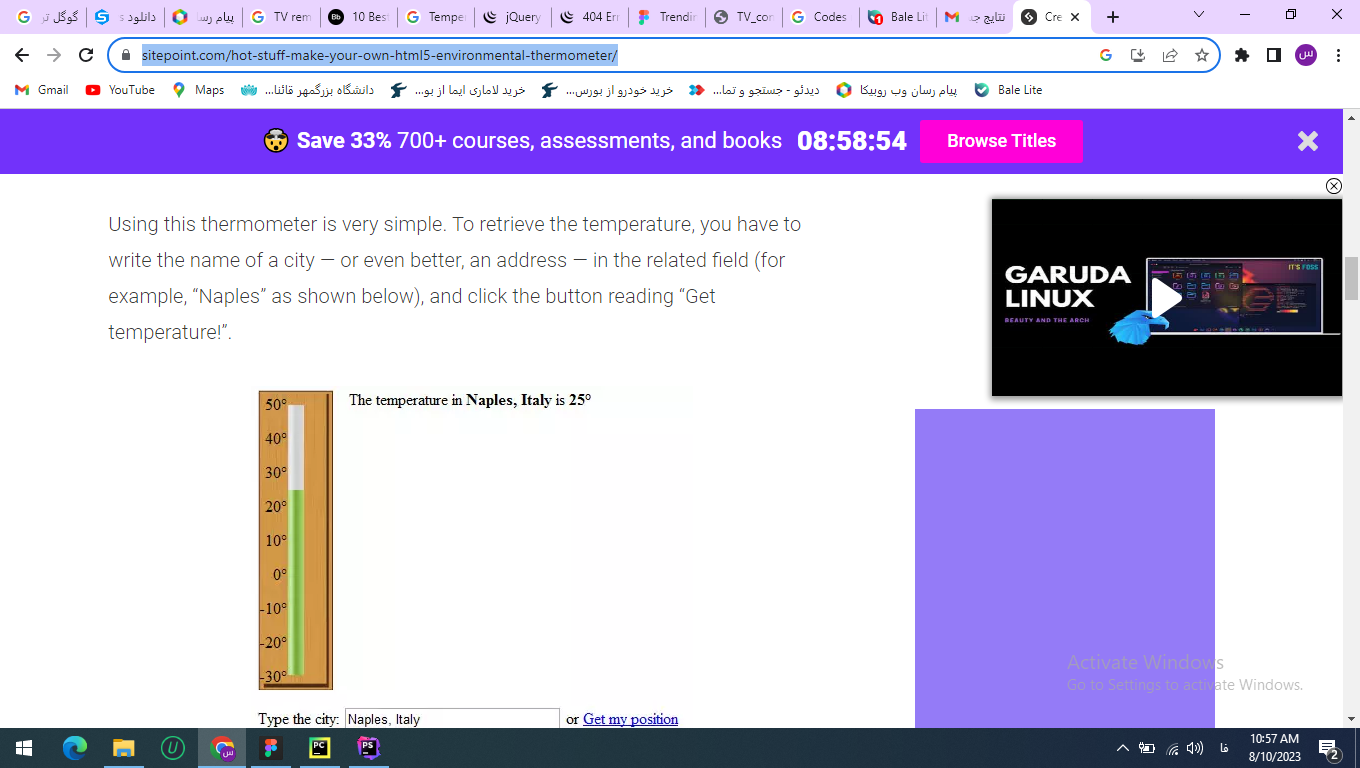 گوگل تر
دانلود s
پیام رسا
TV rem
10 Best
Tempe
jQuery
404 Err
Trendin
TV_con
Codes
Bale Lit
نتایج جـ
Cre
sitepoint.com/hot-stuff-make-your-own-html5-environmental-thermometer/
س
Gmail
YouTube
Maps
دانشگاه بزرگمهر قائنا...
خرید لاماری ایما از بو...
خرید خودرو از بورس...
دیدئو - جستجو و تما...
پیام رسان وب روبیکا
Bale Lite
Save 33% 700+ courses, assessments, and books 08:58:54 Browse Titles
Using this thermometer is very simple. To retrieve the temperature, you have to
write the name of a city — or even better, an address — in the related field (for
example, “Naples” as shown below), and click the button reading “Get
temperature!”.
IT'S FOSS
GARUDA
LINUX
BEAUTY AND THE ARCH
The temperature in Naples, Italy is 25°
50°
40°
30°
20°
10°
0°
-10°
-20°
-30°
Type the city: Naples, Italy or Get my position
Activate Windows
Go to Settings to activate Windows.
U
س
PC
PS
فا
10:57 AM
8/10/2023
2